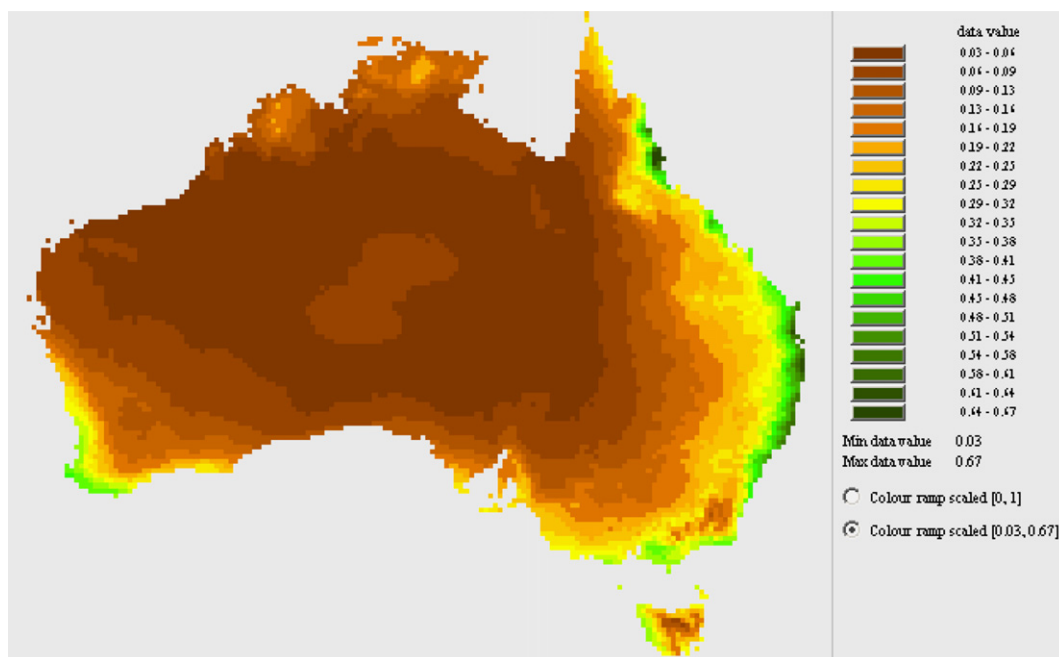 data value
0.03 - 0.06
0.06 - 0.09
0.09 - 0.13
0.13 - 0.16
0.16 - 0.19
0.19 - 0.22
0.22 - 0.25
0.25 - 0.29
0.29 - 0.32
0.32 - 0.35
0.35 - 0.38
0.38 - 0.41
0.41 - 0.45
0.45 - 0.48
0.48 - 0.51
0.51 - 0.54
0.54 - 0.58
0.58 - 0.61
0.61 - 0.64
0.64 - 0.67
Min data value 0.03
Max data value 0.67
Colour ramp scaled [0, 1]
Colour ramp scaled [0.03, 0.67]